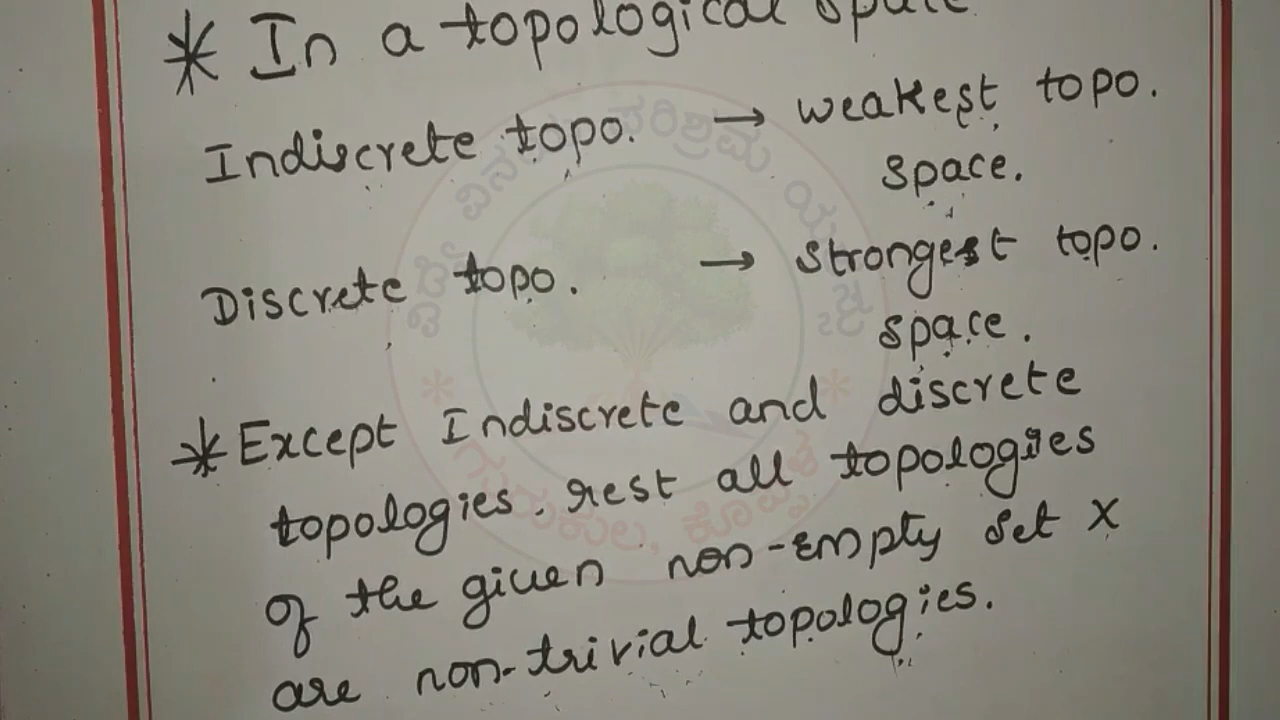 * In a topological space
Indiscrete topo. → weakest topo.
space.
Discrete topo. → strongest topo.
space.
* Except Indiscrete and discrete
topologies. rest all topologies
of the given non-empty set X
are non-trivial topologies.